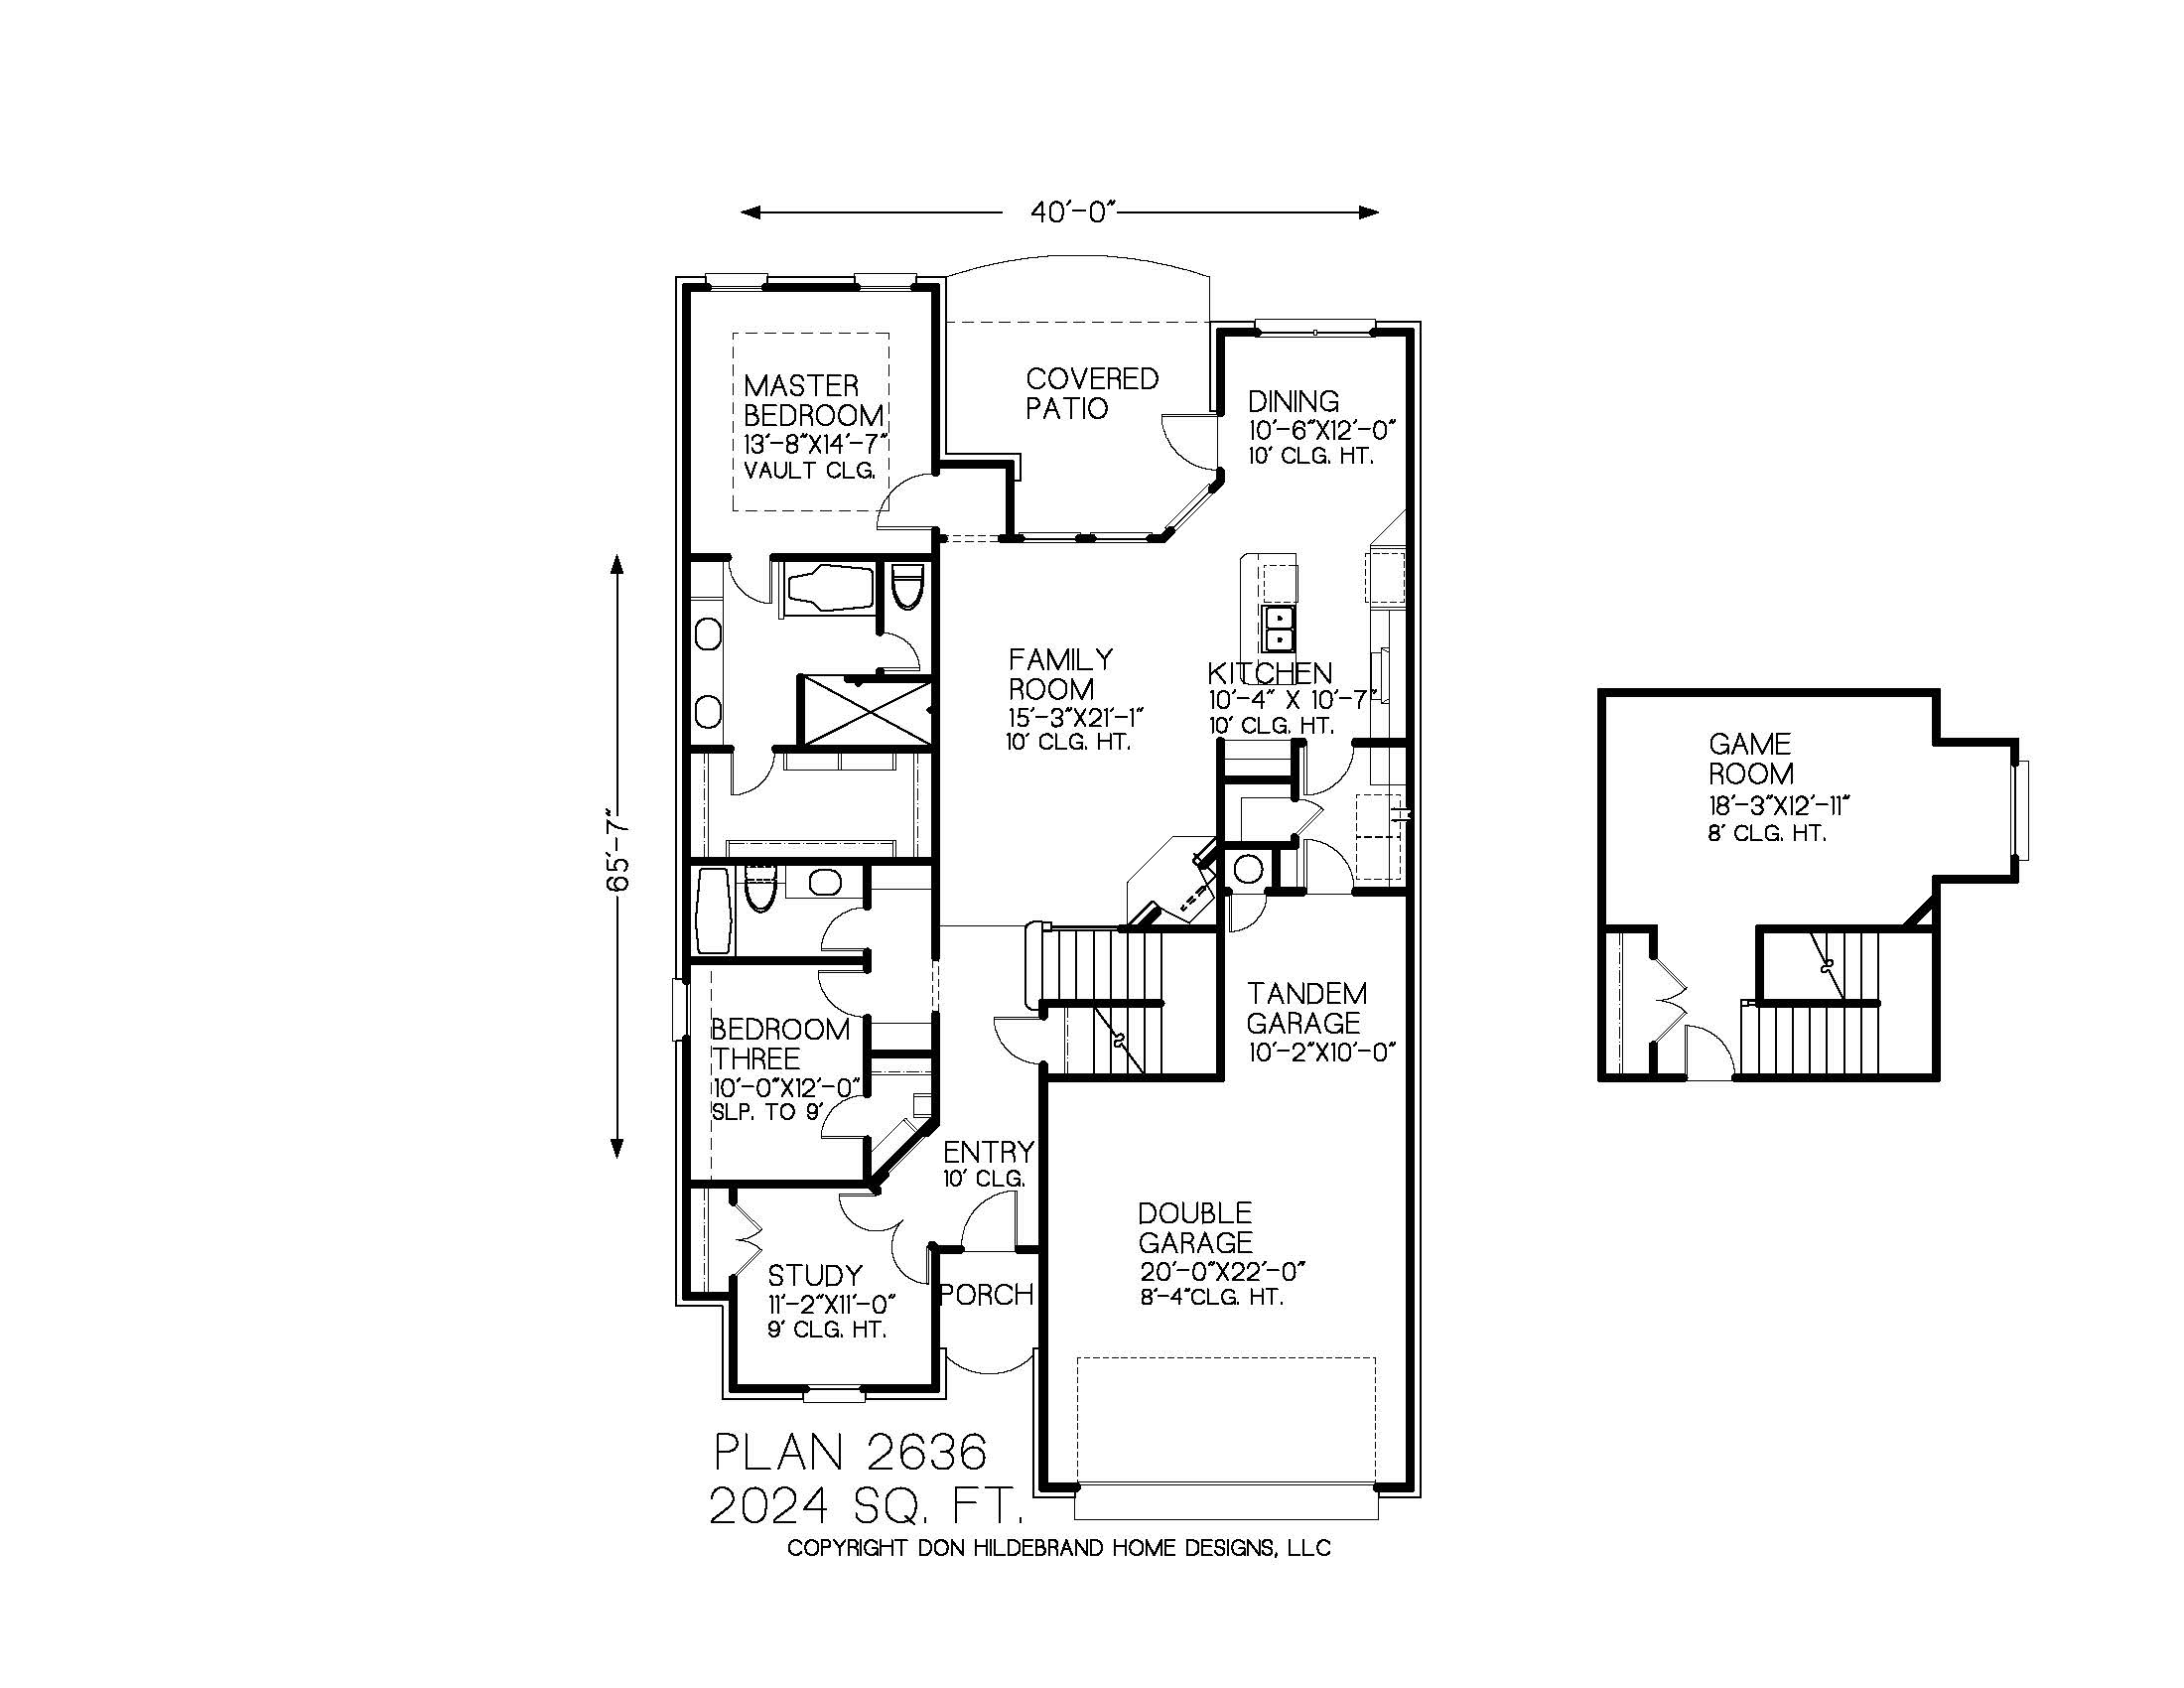 40'-0"
COVERED
PATIO
MASTER
BEDROOM
13'-8"X14'-7"
VAULT CLG.
DINING
10'-6"X12'-0"
10' CLG. HT.
FAMILY
ROOM
15'-3"X21'-1"
10' CLG. HT.
KITCHEN
10'-4" X 10'-7"
10' CLG. HT.
GAME
ROOM
18'-3"X12'-11"
8' CLG. HT.
65'-7"
TANDEM
GARAGE
10'-2"X10'-0"
BEDROOM
THREE
10'-0"X12'-0"
SLP. TO 9'
ENTRY
10' CLG.
DOUBLE
GARAGE
20'-0"X22'-0"
8'-4"CLG. HT.
STUDY
11'-2"X11'-0"
9' CLG. HT.
PORCH
PLAN 2636
2024 SQ. FT.
COPYRIGHT DON HILDEBRAND HOME DESIGNS, LLC